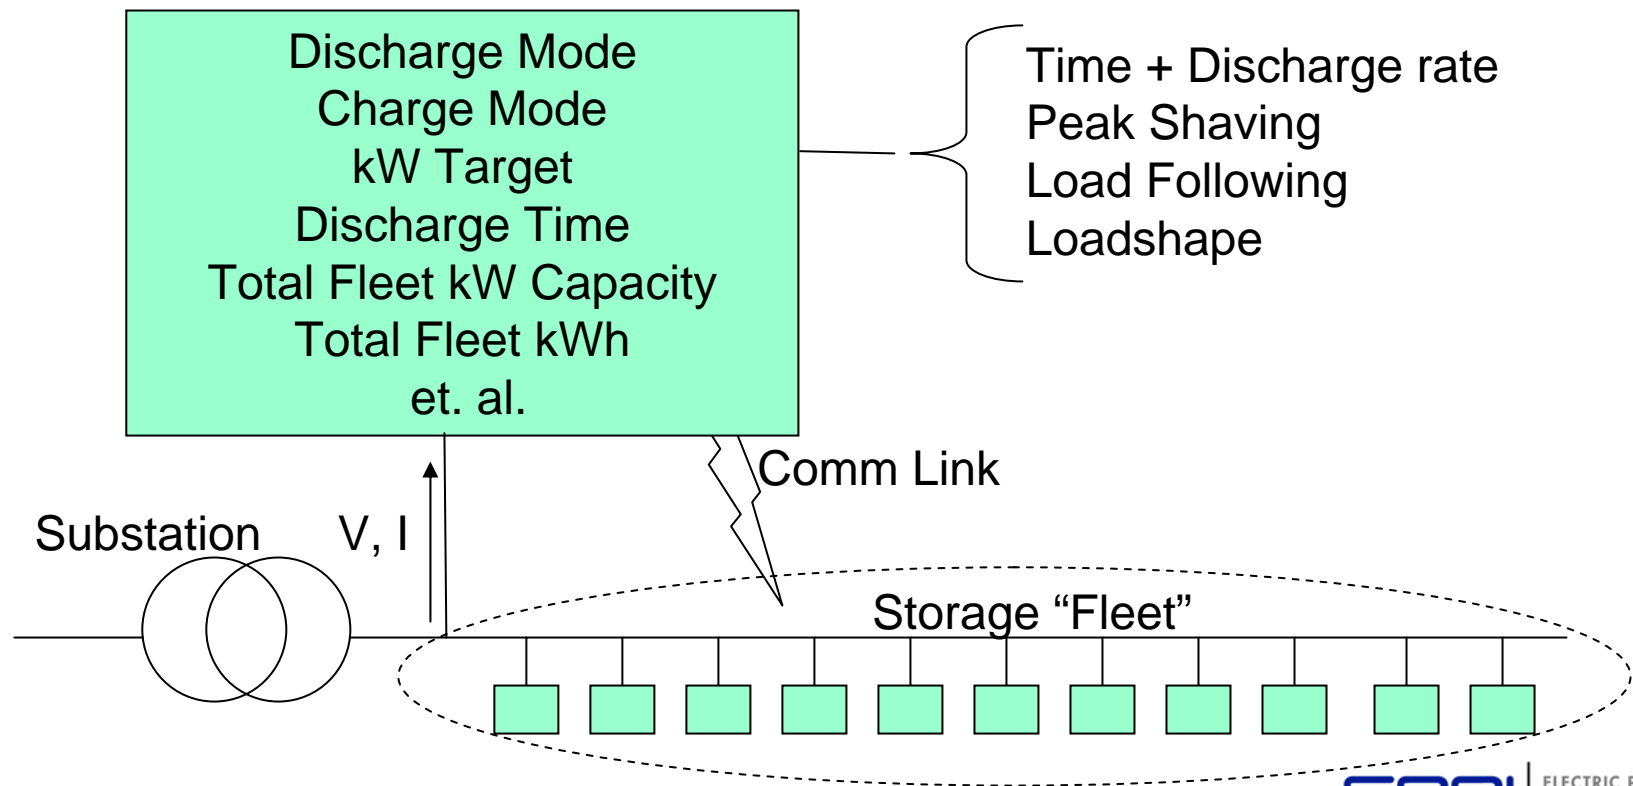 Discharge Mode
Charge Mode
kW Target
Discharge Time
Total Fleet kW Capacity
Total Fleet kWh
et. al.
Time + Discharge rate
Peak Shaving
Load Following
Loadshape
Comm Link
Substation
V, I
Storage “Fleet”
ELECTRIC